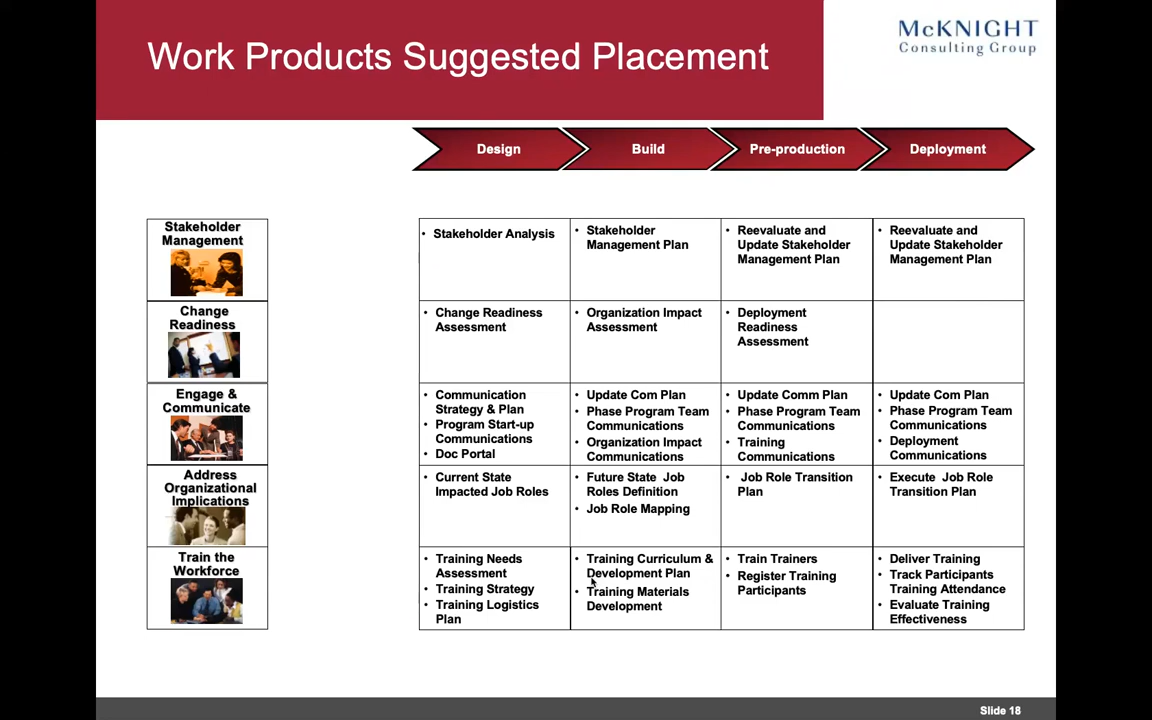 Work Products Suggested Placement
McKNIGHT
Consulting Group
Design
Build
Pre-production
Deployment
Stakeholder
Management
• Stakeholder Analysis
• Stakeholder
Management Plan
• Reevaluate and
Update Stakeholder
Management Plan
• Reevaluate and
Update Stakeholder
Management Plan
Change
Readiness
• Change Readiness
Assessment
• Organization Impact
Assessment
• Deployment
Readiness
Assessment
Engage &
Communicate
• Communication
Strategy & Plan
• Program Start-up
Communications
• Doc Portal
• Update Com Plan
• Phase Program Team
Communications
• Organization Impact
Communications
• Update Comm Plan
• Phase Program Team
Communications
• Training
Communications
• Update Com Plan
• Phase Program Team
Communications
• Deployment
Communications
Address
Organizational
Implications
• Current State
Impacted Job Roles
• Future State Job
Roles Definition
• Job Role Mapping
• Job Role Transition
Plan
• Execute Job Role
Transition Plan
Train the
Workforce
• Training Needs
Assessment
• Training Strategy
• Training Logistics
Plan
• Training Curriculum &
Development Plan
• Training Materials
Development
• Train Trainers
• Register Training
Participants
• Deliver Training
• Track Participants
Training Attendance
• Evaluate Training
Effectiveness
Slide 18